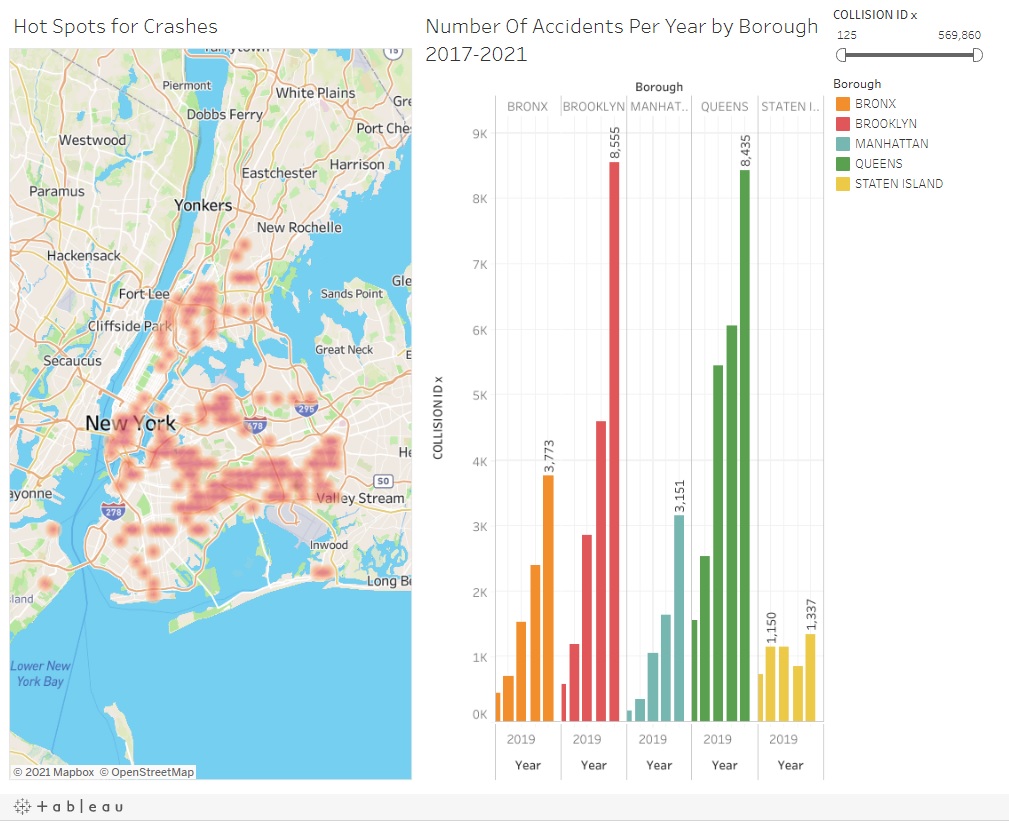 Hot Spots for Crashes
Tarrytown
15
Piermont
White Plains
Gre
Dobbs Ferry
Port Che
Westwood
Harrison
Eastchester
Paramus
Yonkers
New Rochelle
Hackensack
Gle
Fort Lee
Sands Point
Cliffside Park
Great Neck
E
Secaucus
295
New York
678
He
50
ayonne
Valley Stream
278
Inwood
Long Be
land
Lower New
York Bay
© 2021 Mapbox © OpenStreetMap
Number Of Accidents Per Year by Borough
2017-2021
Borough
BRONX BROOKLYN MANHAT.. QUEENS STATEN I..
COLLISION ID x
9K
8K
7K
6K
5K
4K
3K
2K
1K
0K
3,773
8,555
3,151
8,435
1,150
1,337
2019 2019 2019 2019 2019
Year Year Year Year Year
COLLISION ID x
125 569,860
Borough
BRONX
BROOKLYN
MANHATTAN
QUEENS
STATEN ISLAND
+ a b l e a u